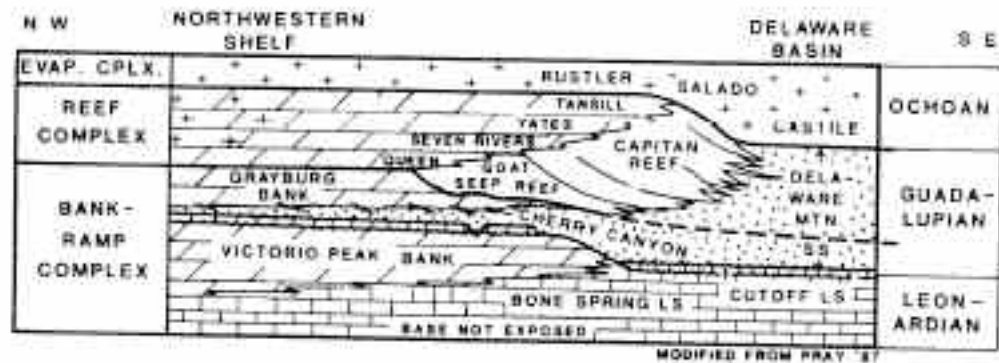 N W
NORTHWESTERN
SHELF
DELAWARE
BASIN
S E
EVAP. CPLX.
REEF
COMPLEX
BANK-
RAMP
COMPLEX
RUSTLER
SALADO
TANSILL
YATES
CASTILE
SEVEN RIVERS
CAPITAN
REEF
QUEEN
GOAT
SEEP REEF
GRAYBURG
BANK
DELA-
WARE
MTN.
SS
CHERRY CANYON
VICTORIO PEAK BANK
BONE SPRING LS
CUTOFF LS
BASE NOT EXPOSED
OCHOAN
GUADA-
LUPIAN
LEON-
ARDIAN
MODIFIED FROM PRAY '87